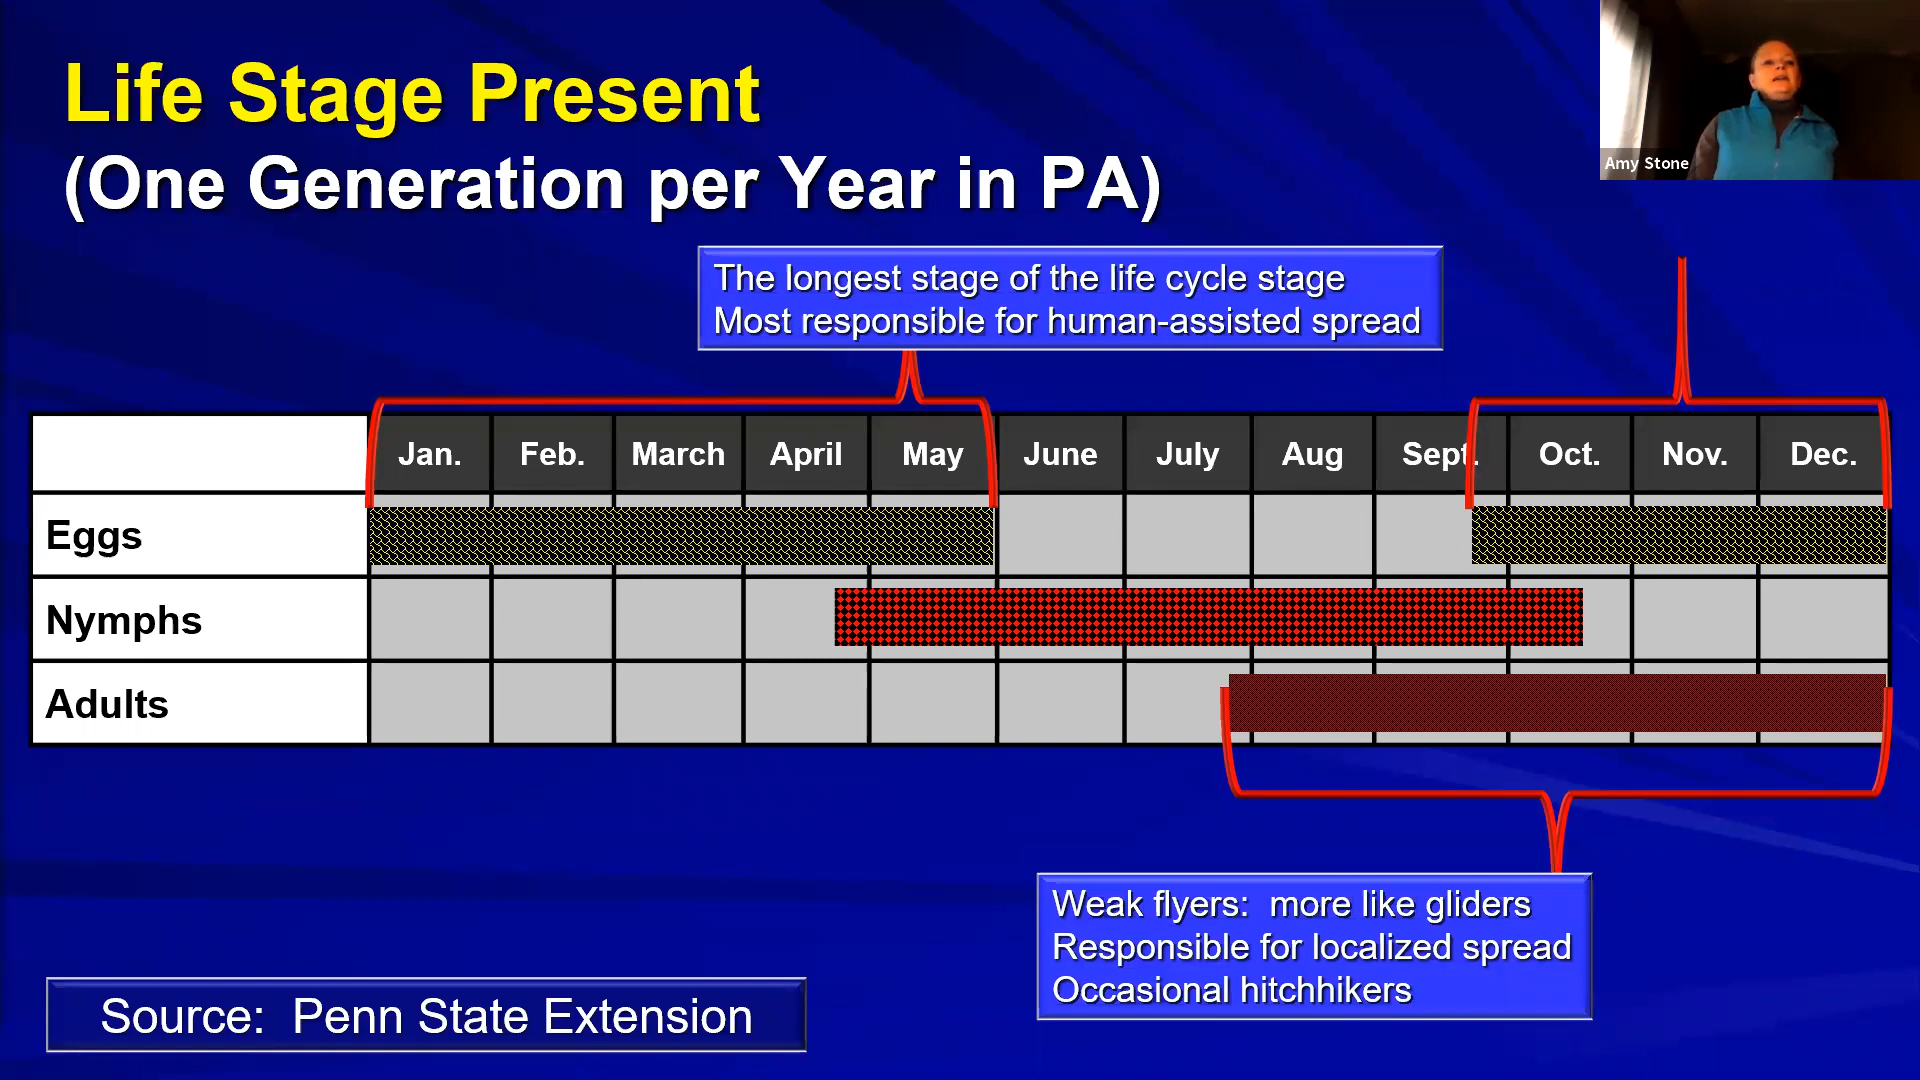 Life Stage Present
(One Generation per Year in PA)
Amy Stone
The longest stage of the life cycle stage
Most responsible for human-assisted spread
Jan. Feb. March April May June July Aug Sept. Oct. Nov. Dec.
Eggs
Nymphs
Adults
Weak flyers:  more like gliders
Responsible for localized spread
Occasional hitchhikers
Source:  Penn State Extension